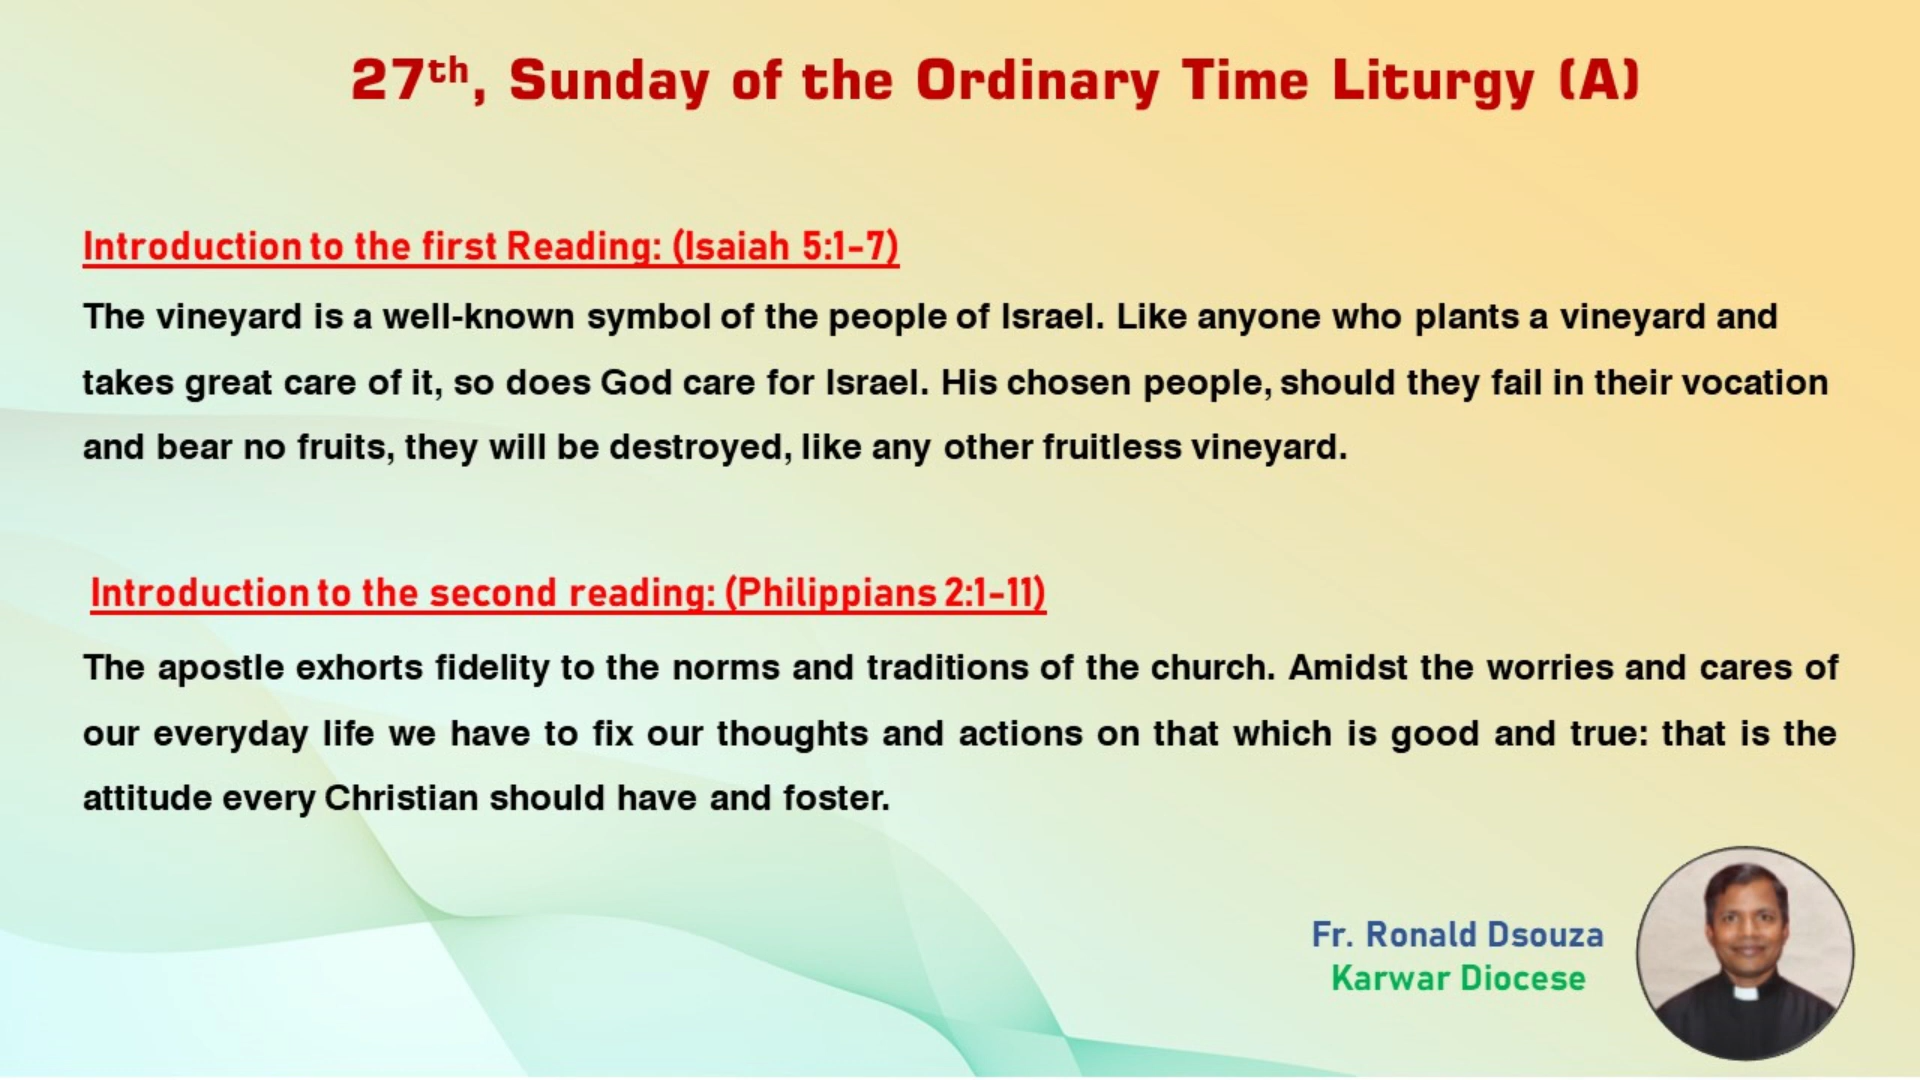 27th, Sunday of the Ordinary Time Liturgy (A)
Introduction to the first Reading: (Isaiah 5:1-7)
The vineyard is a well-known symbol of the people of Israel. Like anyone who plants a vineyard and
takes great care of it, so does God care for Israel. His chosen people, should they fail in their vocation
and bear no fruits, they will be destroyed, like any other fruitless vineyard.
Introduction to the second reading: (Philippians 2:1-11)
The apostle exhorts fidelity to the norms and traditions of the church. Amidst the worries and cares of
our everyday life we have to fix our thoughts and actions on that which is good and true: that is the
attitude every Christian should have and foster.
Fr. Ronald Dsouza
Karwar Diocese